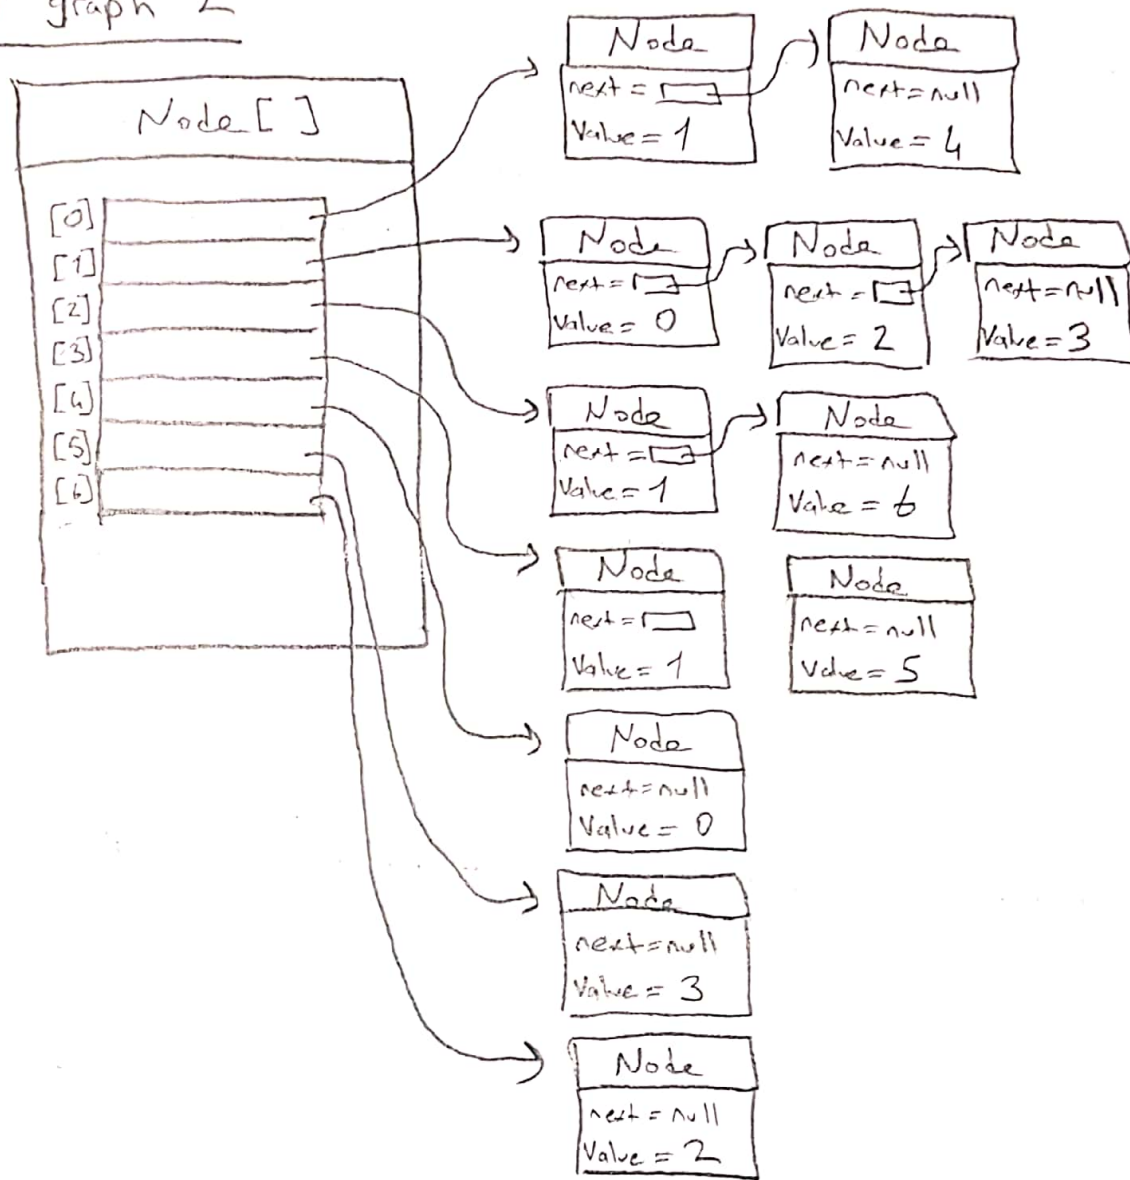 graph 2
Node Node
Node [ ]
next = next=null
Value = 1 Value = 4
[0]
[1]
[2]
[3]
[4]
[5]
[6]
Node Node Node
next = next = next=null
Value = 0 Value = 2 Value = 3
Node Node
next = next=null
Value = 1 Value = 6
Node Node
next = next=null
Value = 1 Value = 5
Node
next=null
Value = 0
Node
next=null
Value = 3
Node
next = null
Value = 2